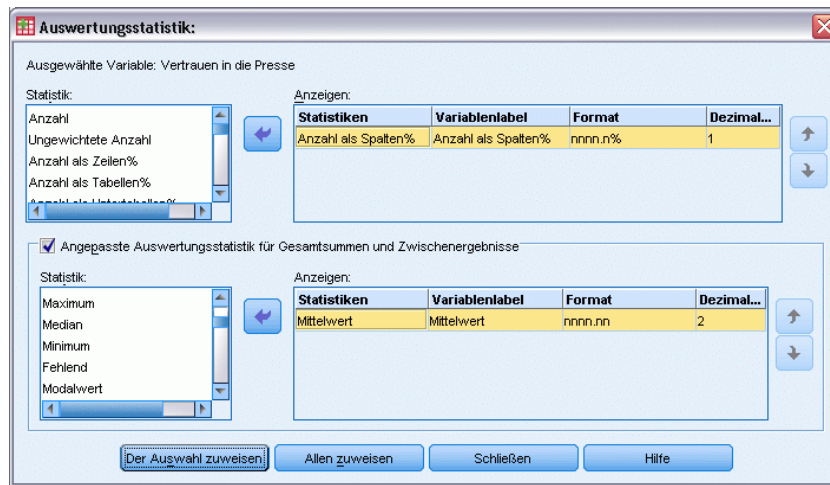 Auswertungsstatistik:
Ausgewählte Variable: Vertrauen in die Presse
Statistik:
Anzeigen:
Anzahl
Ungewichtete Anzahl
Anzahl als Zeilen%
Anzahl als Tabellen%
Anzahl als Untertabellen%
Statistiken Variablenlabel Format Dezimal...
Anzahl als Spalten% Anzahl als Spalten% nnnn.n% 1
Angepasste Auswertungsstatistik für Gesamtsummen und Zwischenergebnisse
Statistik:
Anzeigen:
Maximum
Median
Minimum
Fehlend
Modalwert
Statistiken Variablenlabel Format Dezimal...
Mittelwert Mittelwert nnnn.nn 2
Der Auswahl zuweisen Allen zuweisen Schließen Hilfe